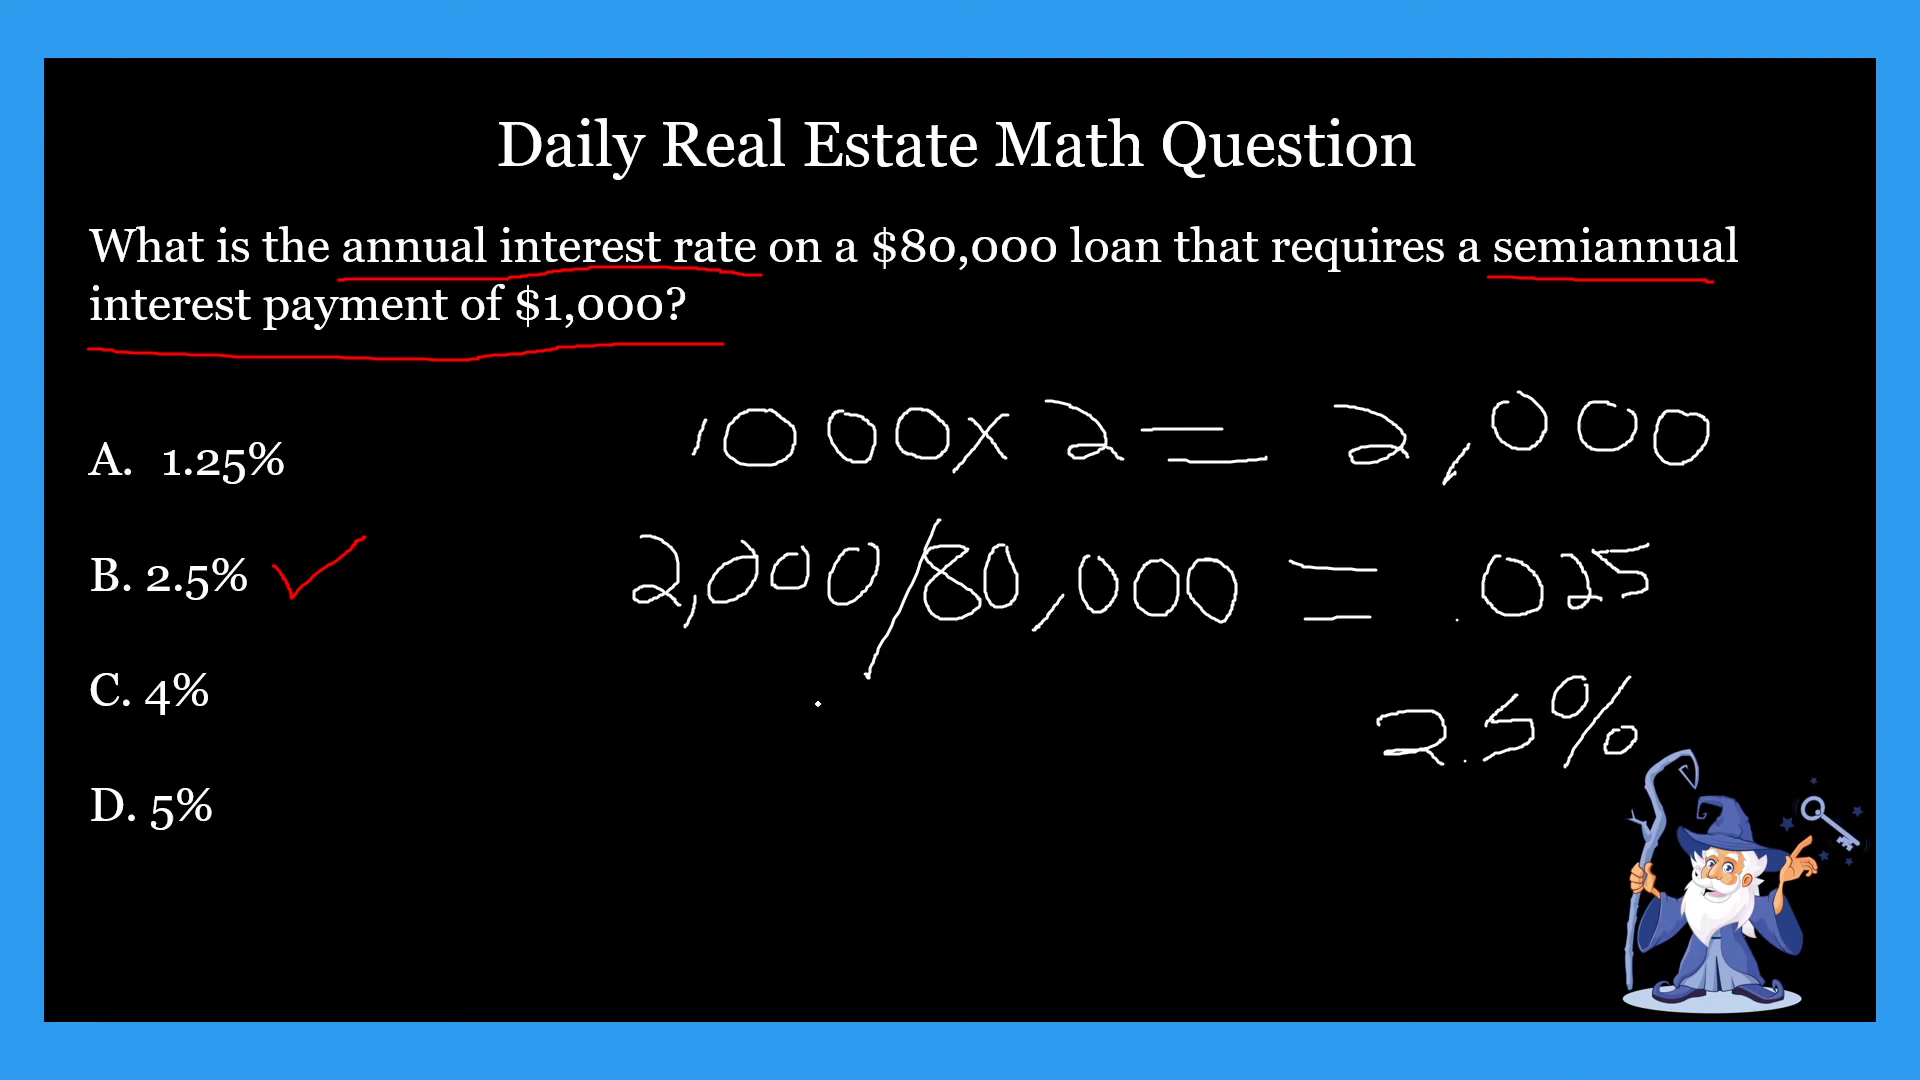 Daily Real Estate Math Question
What is the annual interest rate on a $80,000 loan that requires a semiannual
interest payment of $1,000?
A. 1.25%
B. 2.5%
C. 4%
D. 5%
1000x2= 2,000
2,000/80,000 = .025
2.5%